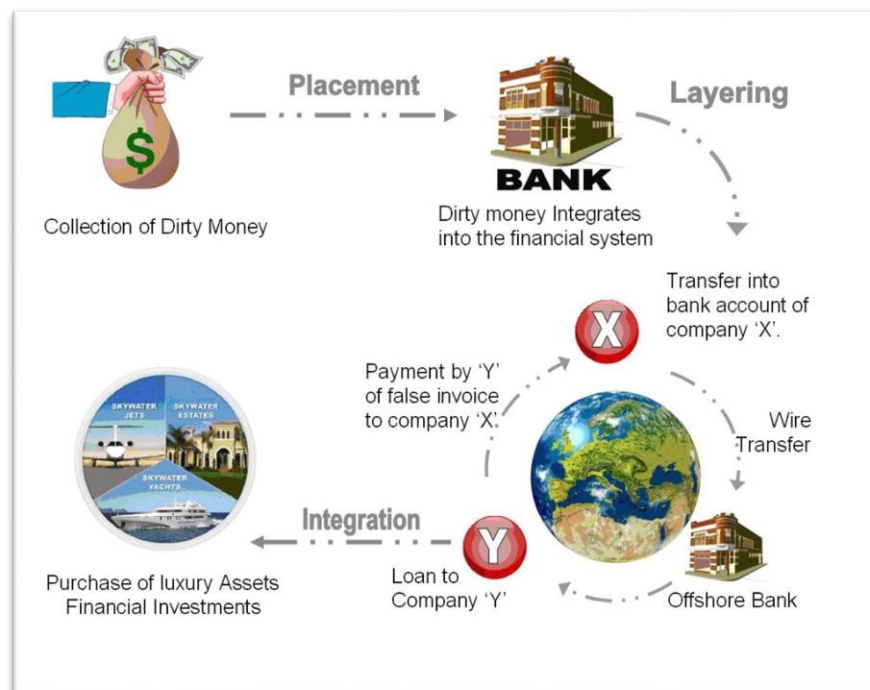 Placement
Layering
$
BANK
Collection of Dirty Money
Dirty money Integrates
into the financial system
Transfer into
bank account of
company ‘X’.
X
Payment by ‘Y’
of false invoice
to company ‘X’
Wire
Transfer
SKYWATER
JETS
SKYWATER
ESTATES
SKYWATER
YACHTS
Integration
Y
Purchase of luxury Assets
Financial Investments
Loan to
Company ‘Y’
Offshore Bank